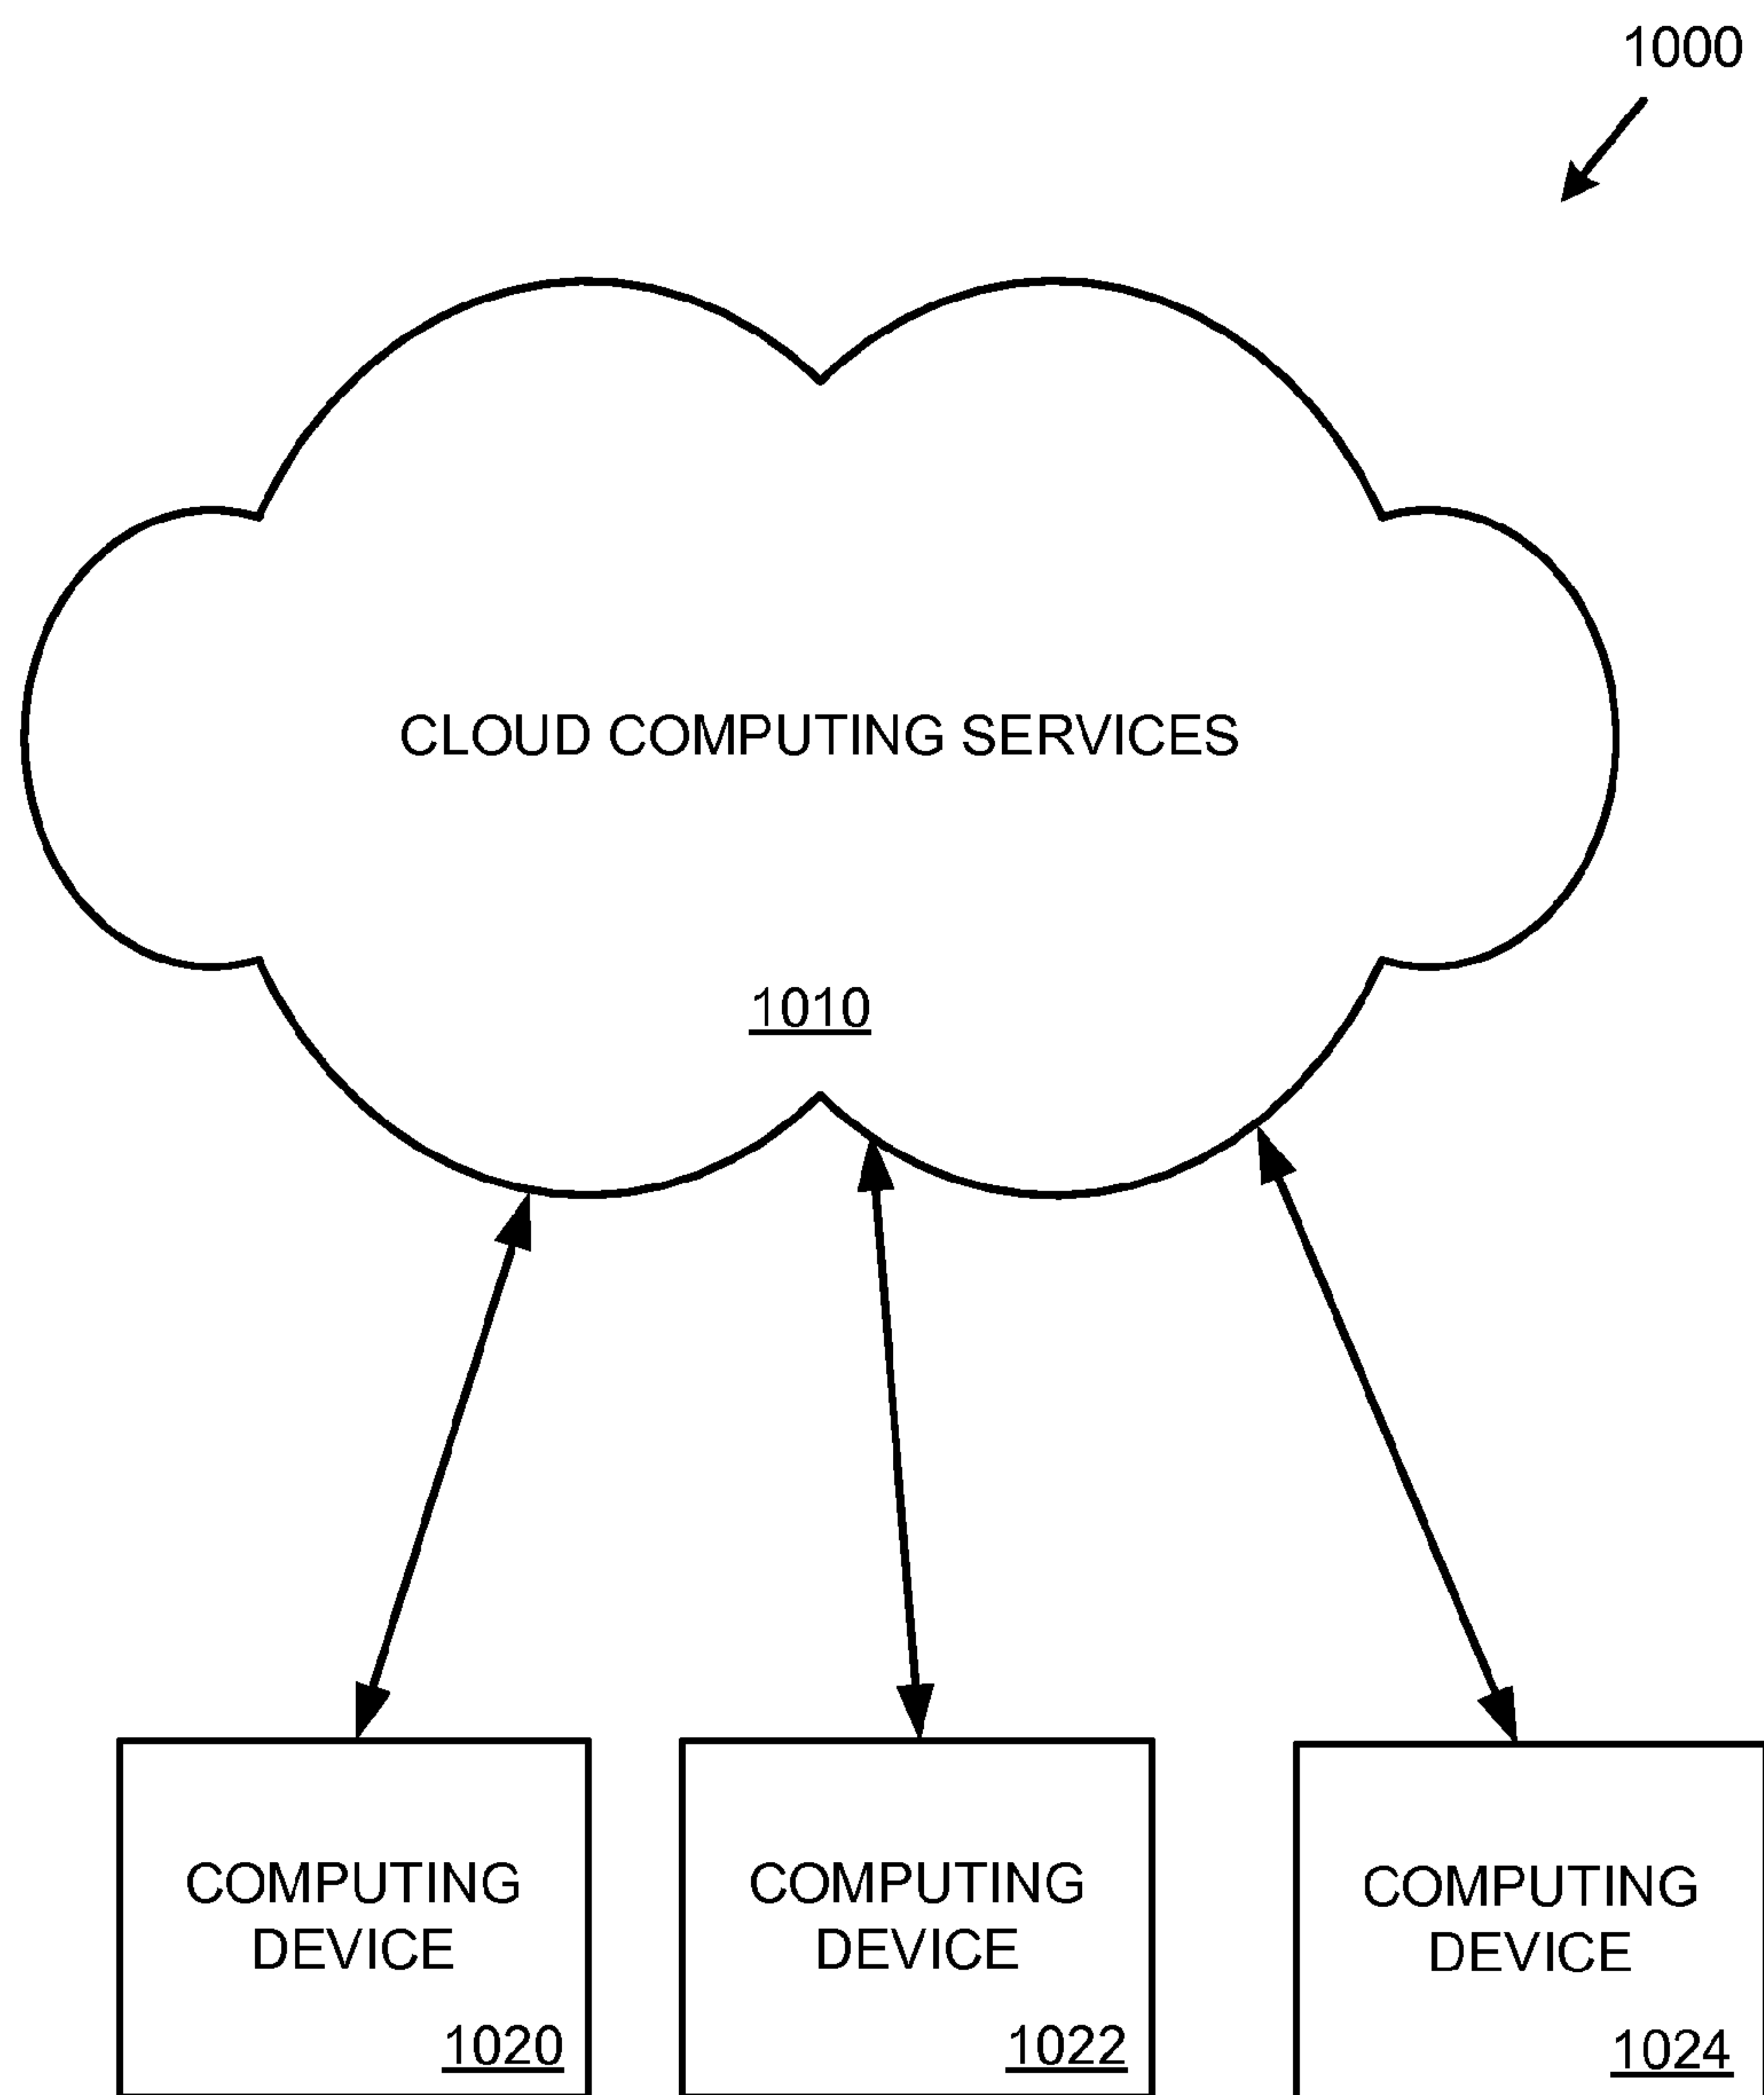 1000
CLOUD COMPUTING SERVICES
1010
COMPUTING
DEVICE
1020
COMPUTING
DEVICE
1022
COMPUTING
DEVICE
1024